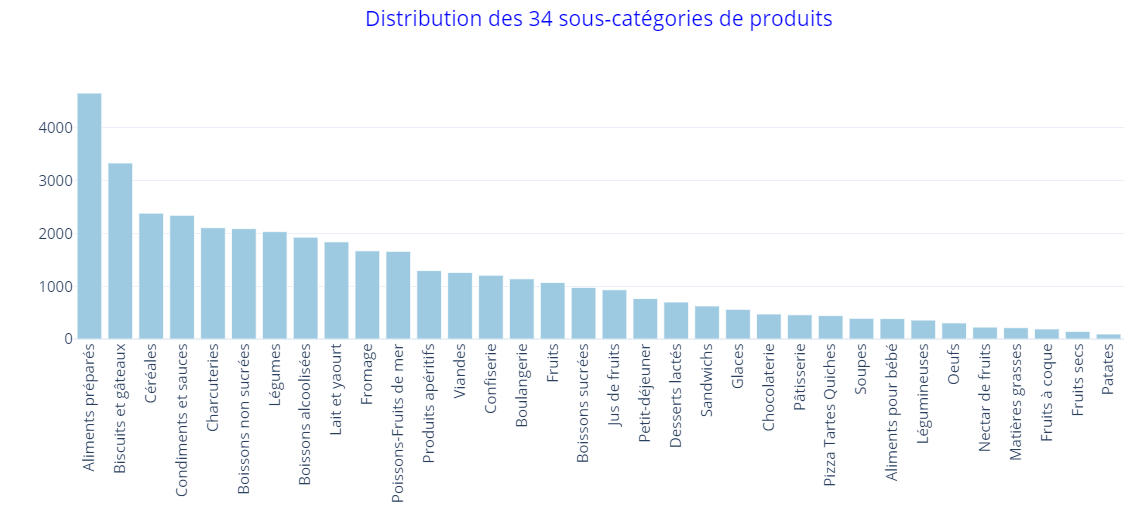 Distribution des 34 sous-catégories de produits
4000
3000
2000
1000
0
Aliments préparés
Biscuits et gâteaux
Céréales
Condiments et sauces
Charcuteries
Boissons non sucrées
Légumes
Boissons alcoolisées
Lait et yaourt
Fromage
Poissons-Fruits de mer
Produits apéritifs
Viandes
Confiserie
Boulangerie
Fruits
Boissons sucrées
Jus de fruits
Petit-déjeuner
Desserts lactés
Sandwichs
Glaces
Chocolaterie
Pâtisserie
Pizza Tartes Quiches
Soupes
Aliments pour bébé
Légumineuses
Oeufs
Nectar de fruits
Matières grasses
Fruits à coque
Fruits secs
Patates